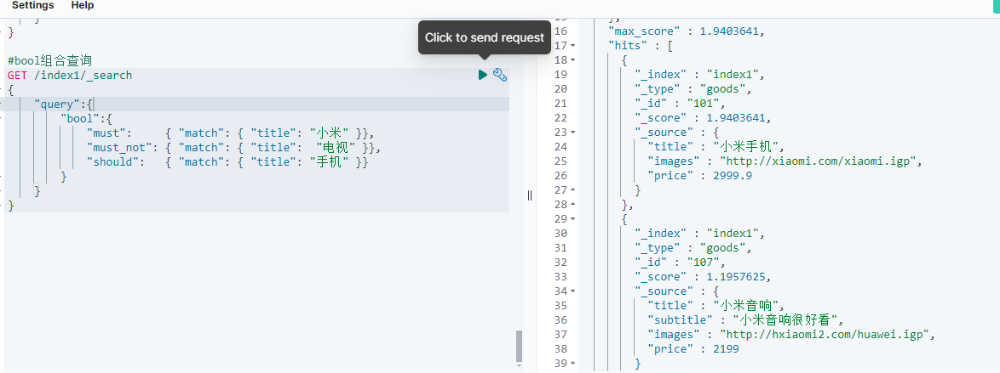 Settings Help
}
}
#bool组合查询
GET /index1/_search
{
"query":{
"bool":{
"must": { "match": { "title": "小米" }},
"must_not": { "match": { "title": "电视" }},
"should": { "match": { "title": "手机" }}
}
}
}
Click to send request
15 },
16 "max_score" : 1.9403641,
17 "hits" : [
18 {
19 "_index" : "index1",
20 "_type" : "goods",
21 "_id" : "101",
22 "_score" : 1.9403641,
23 "_source" : {
24 "title" : "小米手机",
25 "images" : "http://xiaomi.com/xiaomi.igp",
26 "price" : 2999.9
27 }
28 },
29 {
30 "_index" : "index1",
31 "_type" : "goods",
32 "_id" : "107",
33 "_score" : 1.1957625,
34 "_source" : {
35 "title" : "小米音响",
36 "subtitle" : "小米音响很好看",
37 "images" : "http://hxiaomi2.com/huawei.igp",
38 "price" : 2199
39 }